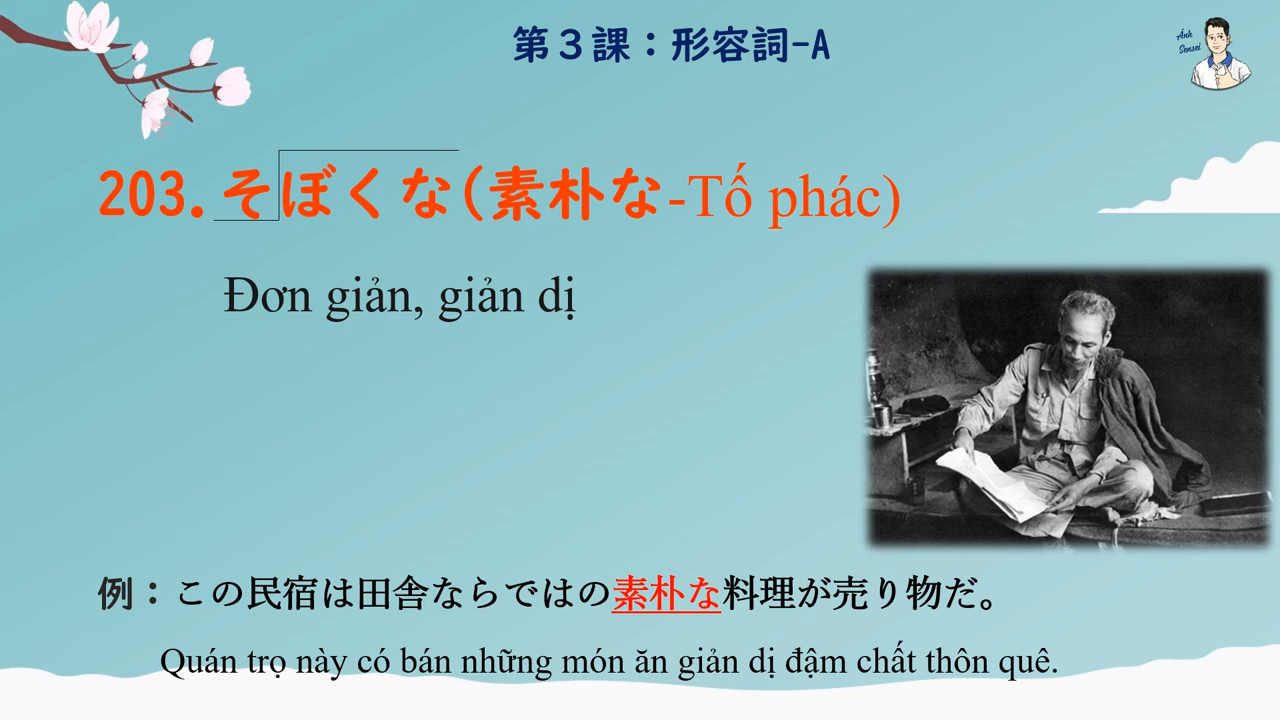 第３課：形容詞-A
Anh
Sensei
203.そぼくな(素朴な-Tố phác)
Đơn giản, giản dị
例：この民宿は田舎ならではの素朴な料理が売り物だ。
Quán trọ này có bán những món ăn giản dị đậm chất thôn quê.